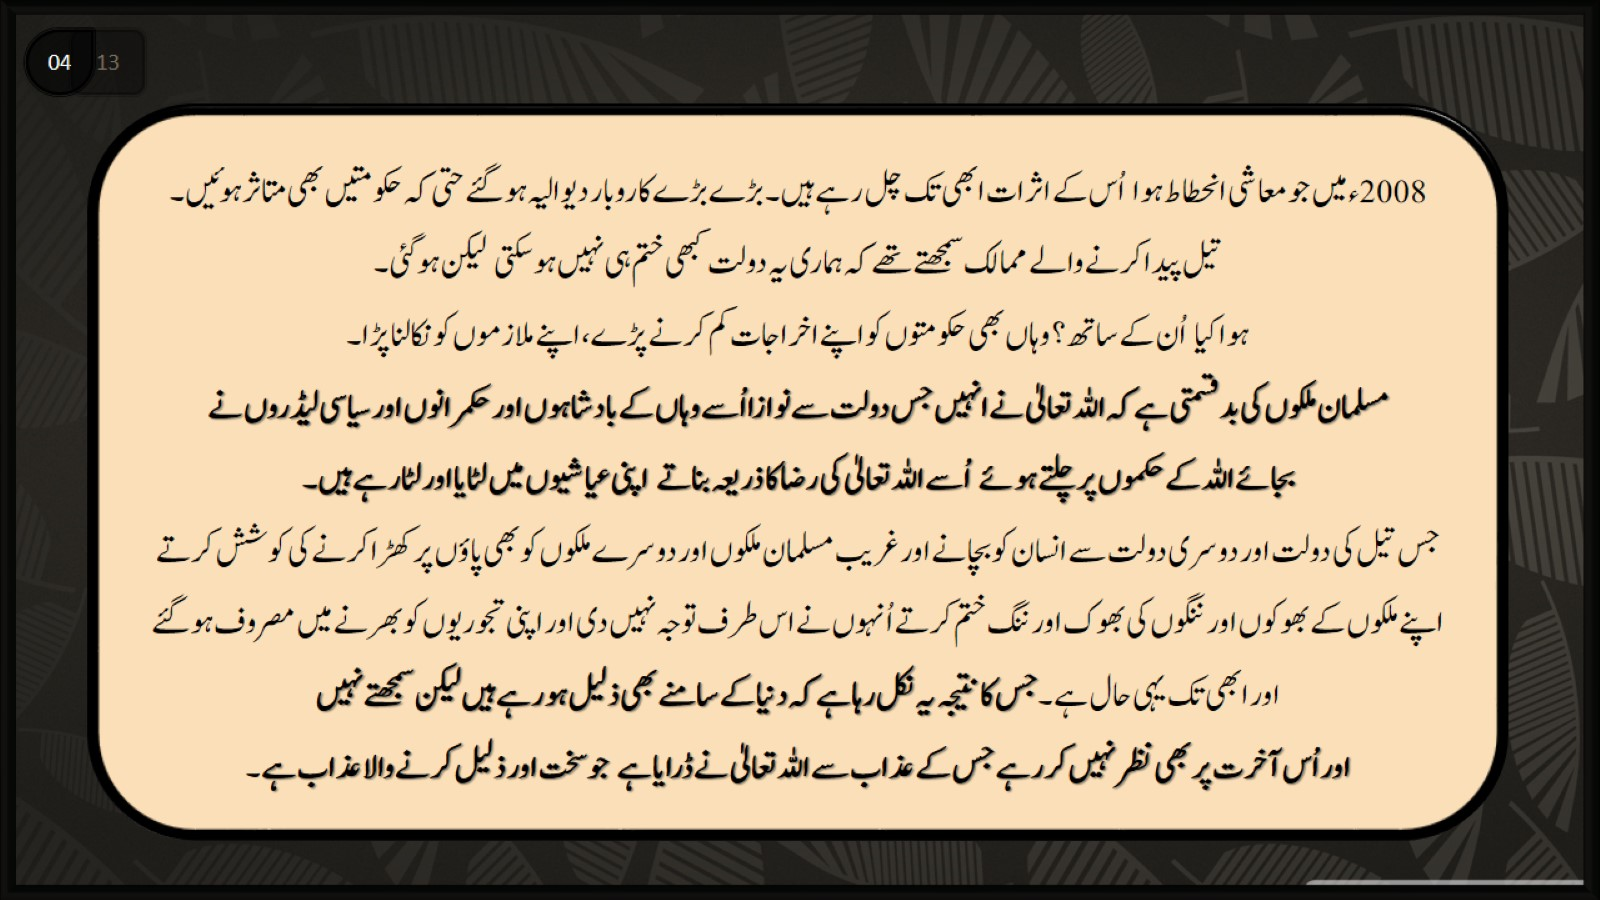 04 13
2008ء میں جو معاشی انحطاط ہوا اُس کے اثرات ابھی تک چل رہے ہیں۔ بڑے بڑے کاروبار دیوالیہ ہوگئے حتی کہ حکومتیں بھی متاثر ہوئیں۔
تیل پیدا کرنے والے ممالک سمجھتے تھے کہ ہماری یہ دولت کبھی ختم ہی نہیں ہوسکتی لیکن ہوگئی۔
ہوا کیا اُن کے ساتھ؟ وہاں بھی حکومتوں کو اپنے اخراجات کم کرنے پڑے، اپنے ملازموں کو نکالنا پڑا۔
مسلمان ملکوں کی بدقسمتی ہے کہ اللہ تعالیٰ نے انہیں جس دولت سے نوازا اُسے وہاں کے بادشاہوں اور حکمرانوں اور سیاسی لیڈروں نے
بجائے اللہ کے حکموں پر چلتے ہوئے اُسے اللہ تعالیٰ کی رضا کا ذریعہ بناتے اپنی عیاشیوں میں لٹایا اور لٹا رہے ہیں۔
جس تیل کی دولت اور دوسری دولت سے انسان کو بچانے اور غریب مسلمان ملکوں اور دوسرے ملکوں کو بھی پاؤں پر کھڑا کرنے کی کوشش کرتے
اپنے ملکوں کے بھوکوں اور ننگوں کی بھوک اور ننگ ختم کرتے اُنہوں نے اس طرف توجہ نہیں دی اور اپنی تجوریوں کو بھرنے میں مصروف ہوگئے
اور ابھی تک یہی حال ہے۔ جس کا نتیجہ یہ نکل رہا ہے کہ دنیا کے سامنے بھی ذلیل ہو رہے ہیں لیکن سمجھتے نہیں
اور اُس آخرت پر بھی نظر نہیں کر رہے جس کے عذاب سے اللہ تعالیٰ نے ڈرایا ہے جو سخت اور ذلیل کرنے والا عذاب ہے۔